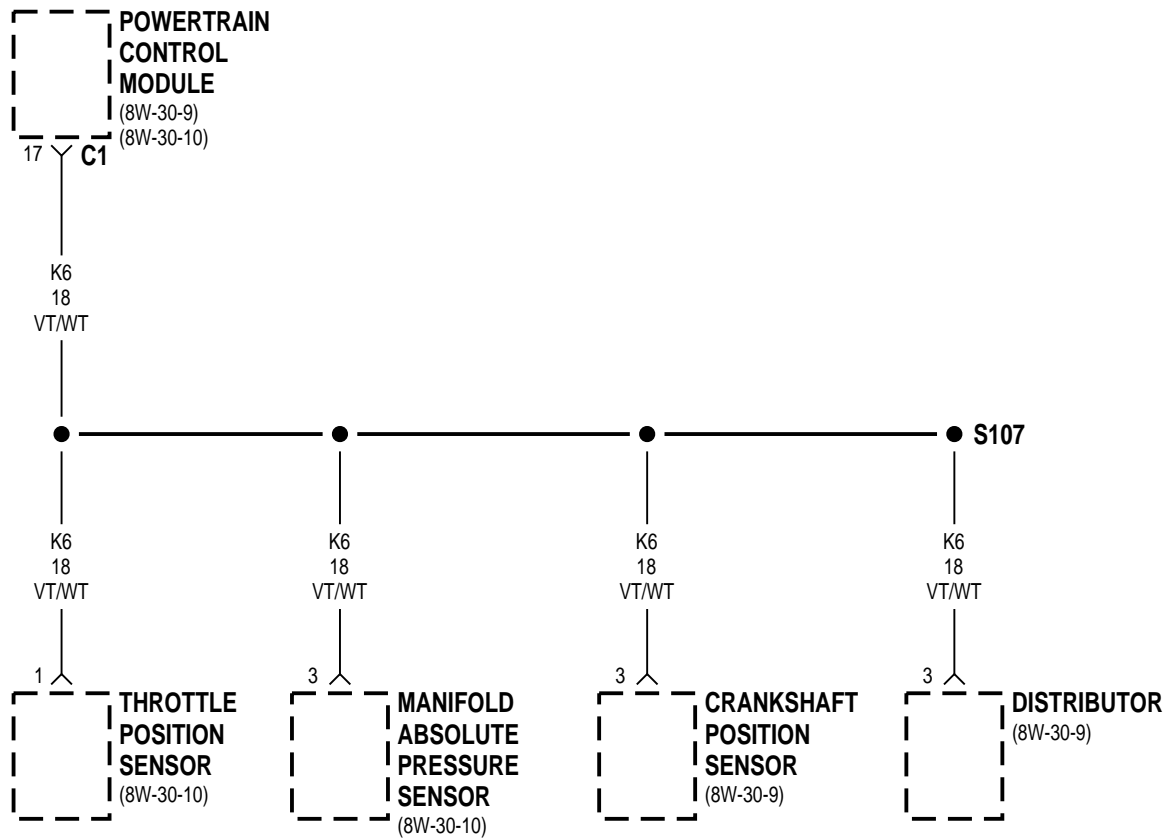 POWERTRAIN
CONTROL
MODULE
(8W-30-9)
(8W-30-10)
17
C1
K6
18
VT/WT
S107
K6
18
VT/WT
K6
18
VT/WT
K6
18
VT/WT
K6
18
VT/WT
1
THROTTLE
POSITION
SENSOR
(8W-30-10)
3
MANIFOLD
ABSOLUTE
PRESSURE
SENSOR
(8W-30-10)
3
CRANKSHAFT
POSITION
SENSOR
(8W-30-9)
3
DISTRIBUTOR
(8W-30-9)